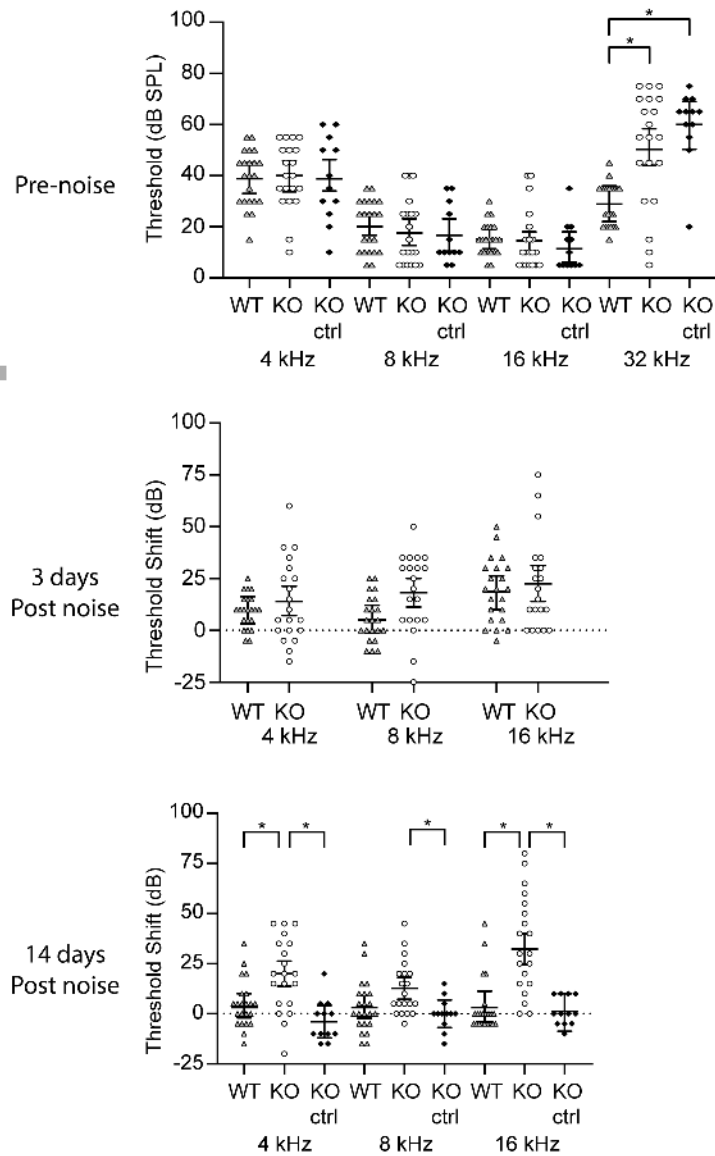 Pre-noise
Threshold (dB SPL)
100
80
60
40
20
0
* *
WT KO KO ctrl WT KO KO ctrl WT KO KO ctrl WT KO KO ctrl
4 kHz 8 kHz 16 kHz 32 kHz
3 days
Post noise
Threshold Shift (dB)
100
75
50
25
0
-25
WT KO WT KO WT KO
4 kHz 8 kHz 16 kHz
14 days
Post noise
Threshold Shift (dB)
100
75
50
25
0
-25
* * * * *
WT KO KO ctrl WT KO KO ctrl WT KO KO ctrl
4 kHz 8 kHz 16 kHz